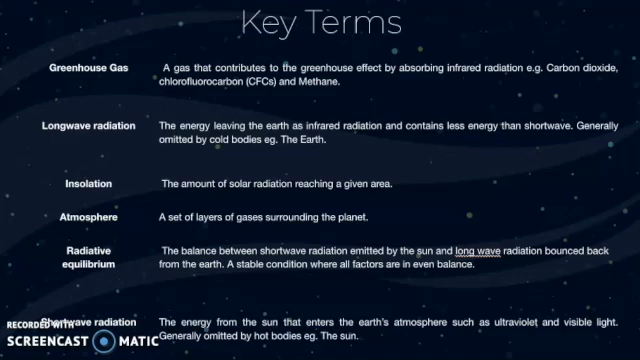 Key Terms
Greenhouse Gas A gas that contributes to the greenhouse effect by absorbing infrared radiation e.g. Carbon dioxide,
chlorofluorocarbon (CFCs) and Methane.
Longwave radiation The energy leaving the earth as infrared radiation and contains less energy than shortwave. Generally
omitted by cold bodies eg. The Earth.
Insolation The amount of solar radiation reaching a given area.
Atmosphere A set of layers of gases surrounding the planet.
Radiative The balance between shortwave radiation emitted by the sun and long wave radiation bounced back
equilibrium from the earth. A stable condition where all factors are in even balance.
Shortwave radiation The energy from the sun that enters the earth's atmosphere such as ultraviolet and visible light.
Generally omitted by hot bodies eg. The sun.
RECORDED WITH
SCREENCAST MATIC